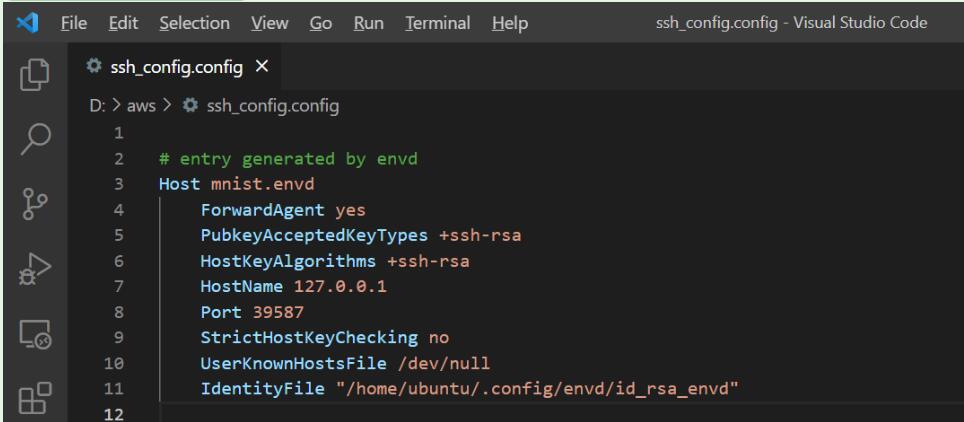 File Edit Selection View Go Run Terminal Help ssh_config.config - Visual Studio Code
ssh_config.config ×
D: > aws > ssh_config.config
1
2 # entry generated by envd
3 Host mnist.envd
4 ForwardAgent yes
5 PubkeyAcceptedKeyTypes +ssh-rsa
6 HostKeyAlgorithms +ssh-rsa
7 HostName 127.0.0.1
8 Port 39587
9 StrictHostKeyChecking no
10 UserKnownHostsFile /dev/null
11 IdentityFile "/home/ubuntu/.config/envd/id_rsa_envd"
12